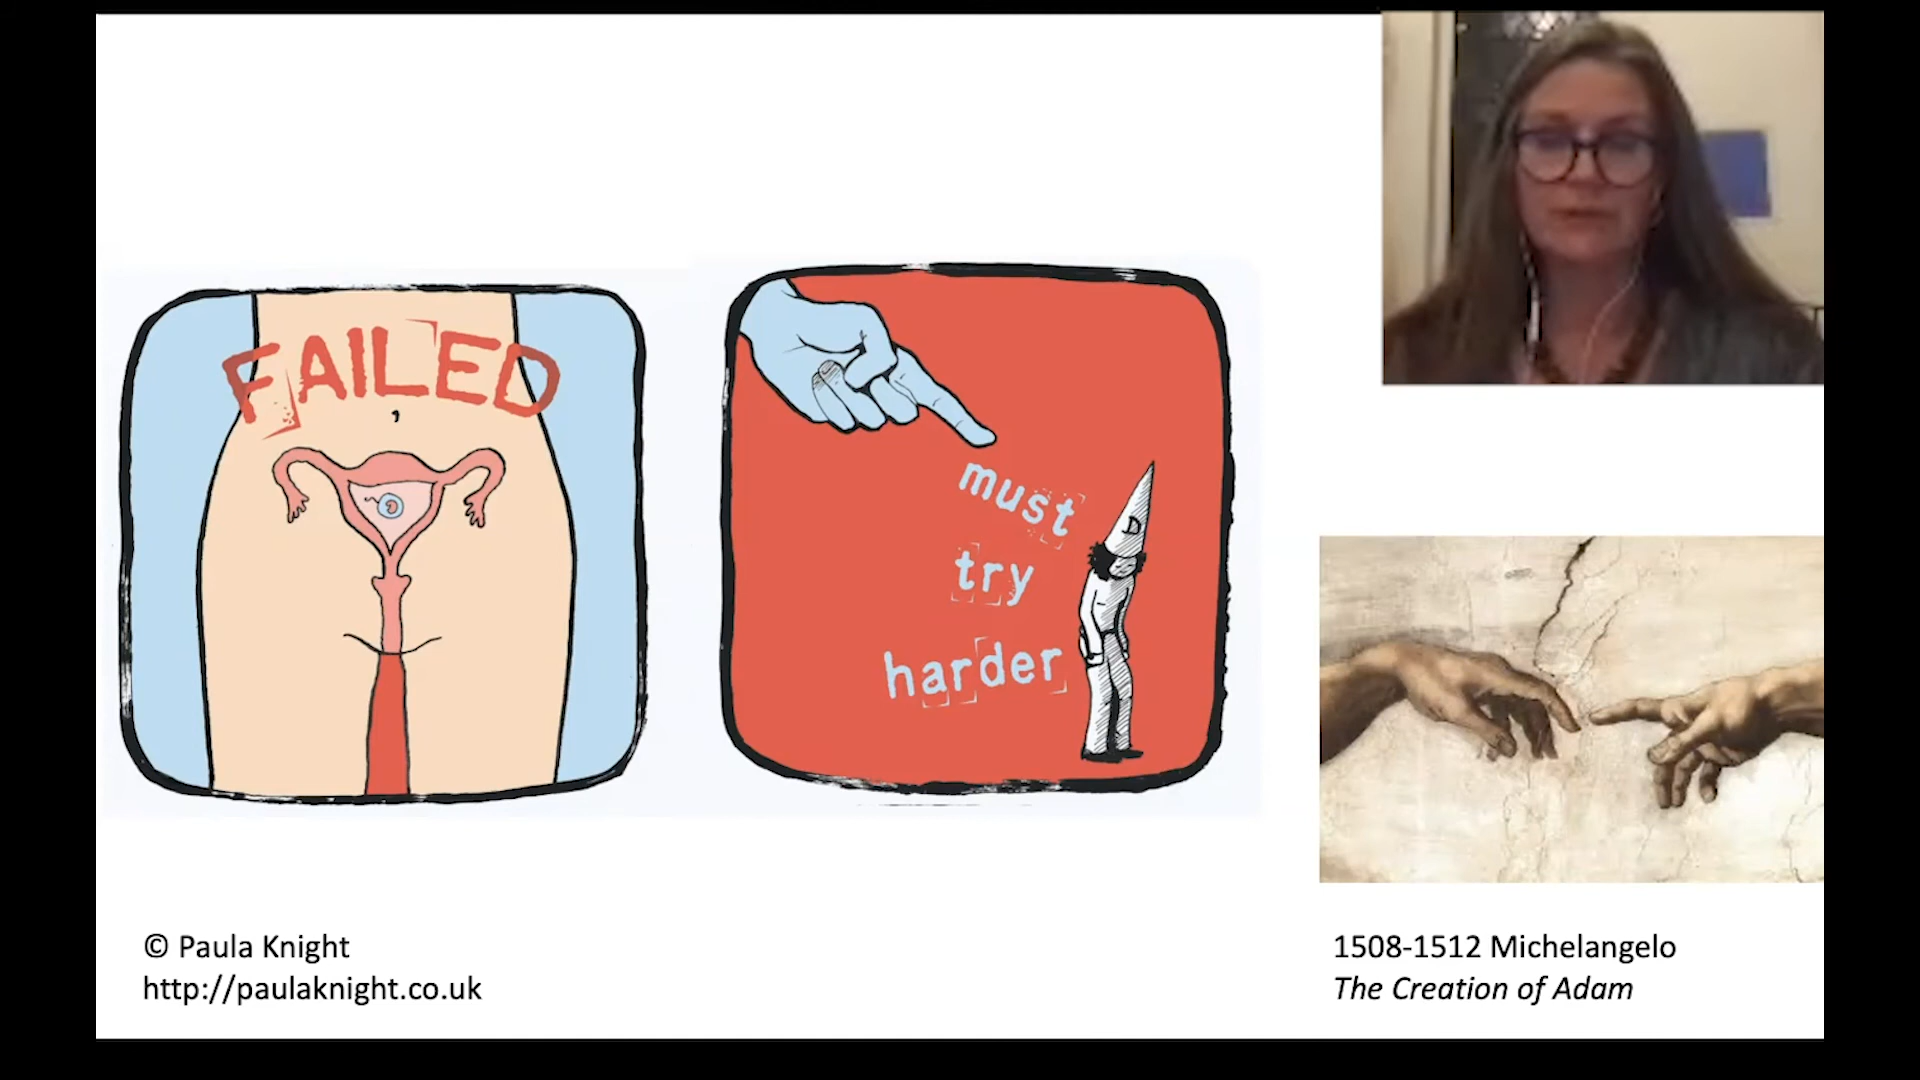 FAILED
must
try
harder
D
© Paula Knight
http://paulaknight.co.uk
1508-1512 Michelangelo
The Creation of Adam